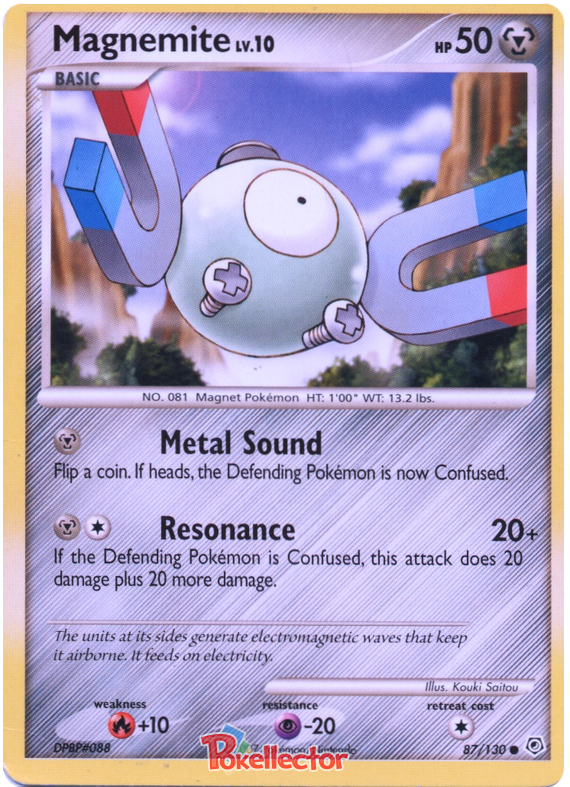 Magnemite LV.10 HP 50
BASIC
NO. 081 Magnet Pokémon HT: 1'00" WT: 13.2 lbs.
Metal Sound
Flip a coin. If heads, the Defending Pokémon is now Confused.
Resonance 20+
If the Defending Pokémon is Confused, this attack does 20
damage plus 20 more damage.
The units at its sides generate electromagnetic waves that keep
it airborne. It feeds on electricity.
Illus. Kouki Saitou
weakness resistance retreat cost
+10 -20
DPBP#088 Pokémon/Nintendo 87/130
Pokellector